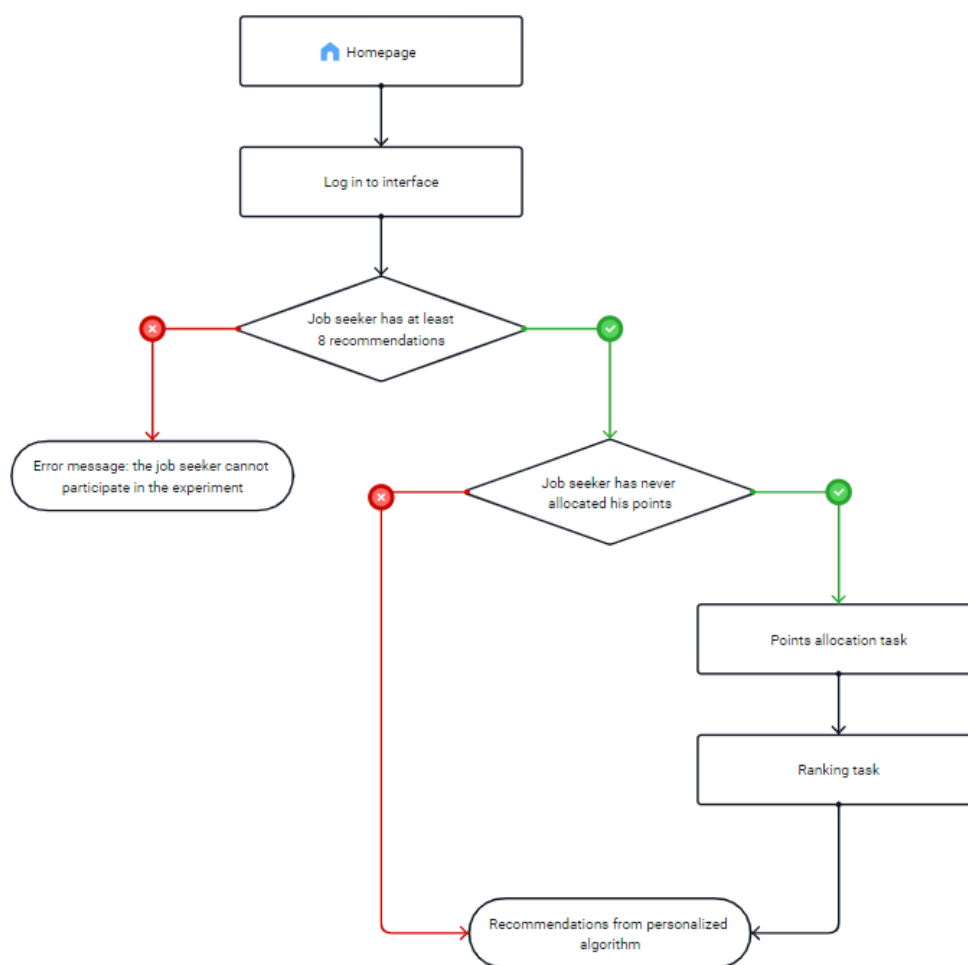 Homepage
Log in to interface
Job seeker has at least
8 recommendations
Error message: the job seeker cannot
participate in the experiment
Job seeker has never
allocated his points
Points allocation task
Ranking task
Recommendations from personalized
algorithm